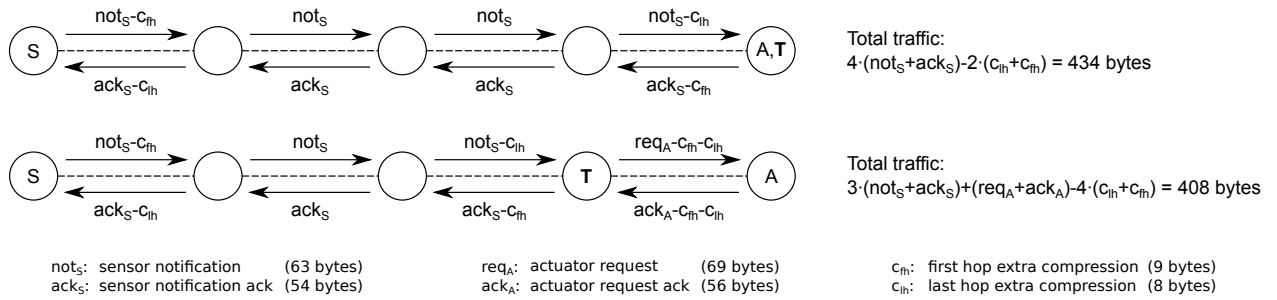 not_S-c_fh not_S not_S not_S-c_lh
S A,T
ack_S-c_lh ack_S ack_S ack_S-c_fh
Total traffic:
4·(not_S+ack_S)-2·(c_lh+c_fh) = 434 bytes
not_S-c_fh not_S not_S-c_lh req_A-c_fh-c_lh
S T A
ack_S-c_lh ack_S ack_S-c_fh ack_A-c_fh-c_lh
Total traffic:
3·(not_S+ack_S)+(req_A+ack_A)-4·(c_lh+c_fh) = 408 bytes
not_S: sensor notification (63 bytes)
ack_S: sensor notification ack (54 bytes)
req_A: actuator request (69 bytes)
ack_A: actuator request ack (56 bytes)
c_fh: first hop extra compression (9 bytes)
c_lh: last hop extra compression (8 bytes)